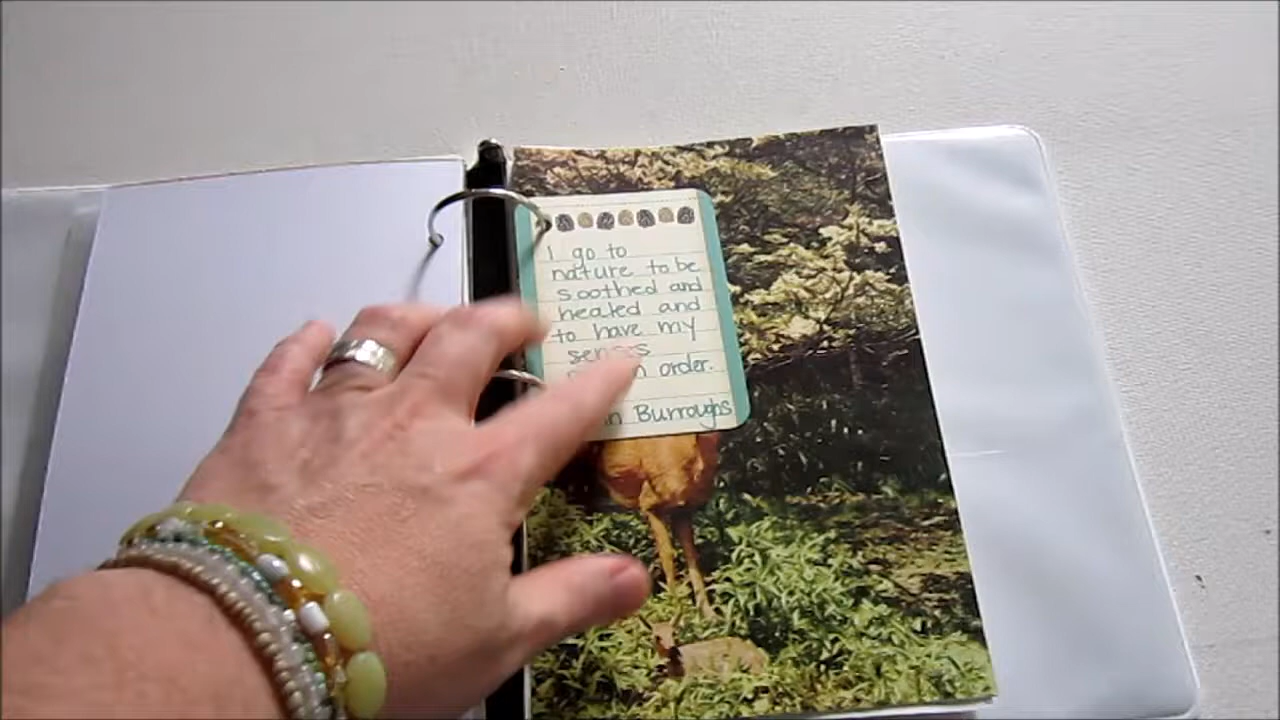 I go to
nature to be
soothed and
healed and
to have my
senses
order.
Burroughs